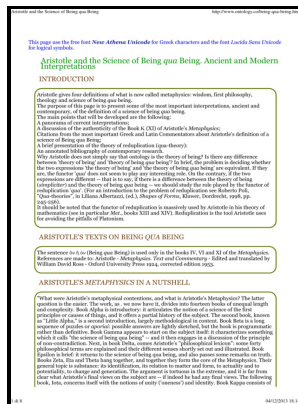 Aristotle and the Science of Being qua Being
http://www.ontology.co/being-qua-being.htm
This page use the free font New Athena Unicode for Greek characters and the font Lucida Sans Unicode
for logical symbols.
Aristotle and the Science of Being qua Being. Ancient and Modern
Interpretations
INTRODUCTION
Aristotle gives four definitions of what is now called metaphysics: wisdom, first philosophy,
theology and science of being qua being.
The purpose of this page is to present some of the most important interpretations, ancient and
contemporary, of the definition of a science of being qua being.
The main points that will be developed are the following:
A panorama of current interpretations;
A discussion of the authenticity of the Book K (XI) of Aristotle's Metaphysics;
Citations from the most important Greek and Latin Commentators about Aristotle's definition of a
science of Being qua Being;
A brief presentation of the theory of reduplication (qua-theory):
An annotated bibliography of contemporary research.
Why Aristotle does not simply say that ontology is the theory of being? Is there any difference
between 'theory of being' and 'theory of being qua being'? In brief, the problem is deciding whether
the two expressions 'the theory of being' and 'the theory of being qua being' are equivalent. If they
are, the functor 'qua' does not seem to play any interesting role. On the contrary, if the two
expressions are different -- that is to say, if there is a difference between the theory of being
(simpliciter) and the theory of being qua being -- we should study the role played by the functor of
reduplication 'qua'. (For an introduction to the problem of reduplication see Roberto Poli,
"Qua-theories", in Liliana Albertazzi, (ed.), Shapes of Forms, Kluwer, Dordrecht, 1998, pp.
245-256).
It should be noted that the functor of reduplication is massively used by Aristotle in his theory of
mathematics (see in particular Met., books XIII and XIV). Reduplication is the tool Aristotle uses
for avoiding the pitfalls of Platonism.
ARISTOTLE'S TEXTS ON BEING QUA BEING
The sentence
(Being qua Being) is used only in the books IV, VI and XI of the Metaphysics.
References are made to: Aristotle - Metaphysics. Text and Commentary - Edited and translated by
William David Ross - Oxford University Press 1924, corrected edition 1953.
ARISTOTLE'S METAPHYSICS IN A NUTSHELL
"What were Aristotle's metaphysical contentions, and what is Aristotle's Metaphysics? The latter
question is the easier. The work, as we now have it, divides into fourteen books of unequal length
and complexity. Book Alpha is introductory: it articulates the notion of a science of the first
principles or causes of things, and it offers a partial history of the subject. The second book, known
as "Little Alpha," is a second introduction, largely methodological in content. Book Beta is a long
sequence of puzzles or aporiai: possible answers are lightly sketched, but the book is programmatic
rather than definitive. Book Gamma appears to start on the subject itself: it characterises something
which it calls "the science of being qua being" -- and it then engages in a discussion of the principle
of non-contradiction. Next, in book Delta, comes Aristotle's "philosophical lexicon": some forty
philosophical terms are explained and their different senses shortly set out and illustrated. Book
Epsilon is brief: it returns to the science of being qua being, and also passes some remarks on truth.
Books Zeta, Eta and Theta hang together, and together they form the core of the Metaphysics. Their
general topic is substance: its identification, its relation to matter and form, to actuality and to
potentiality, to change and generation. The argument is tortuous in the extreme, and it is far from
clear what Aristotle's final views on the subject are -- if indeed he had any final views. The following
book, Iota, concerns itself with the notions of unity ('oneness') and identity. Book Kappa consists of
1 di 8